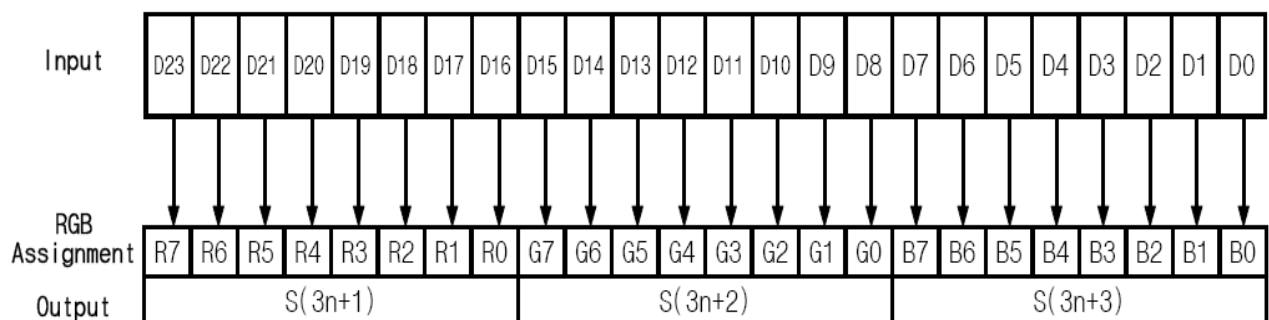 Input D23 D22 D21 D20 D19 D18 D17 D16 D15 D14 D13 D12 D11 D10 D9 D8 D7 D6 D5 D4 D3 D2 D1 D0
RGB
Assignment R7 R6 R5 R4 R3 R2 R1 R0 G7 G6 G5 G4 G3 G2 G1 G0 B7 B6 B5 B4 B3 B2 B1 B0
Output S(3n+1) S(3n+2) S(3n+3)